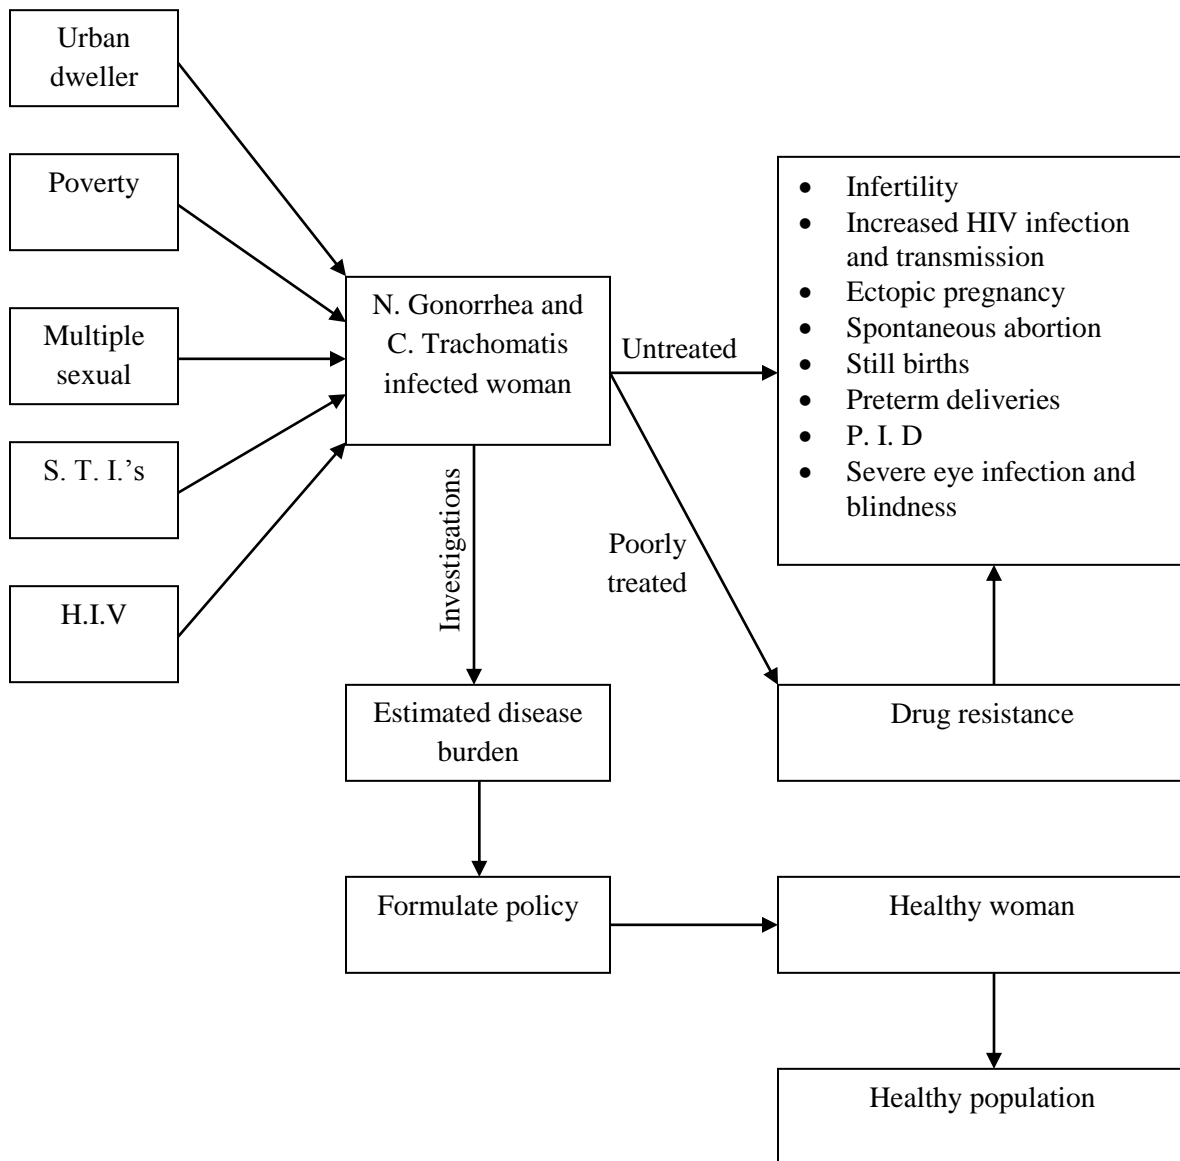 Urban
dweller
Poverty
Multiple
sexual
S. T. I.’s
H.I.V
N. Gonorrhea and
C. Trachomatis
infected woman
Untreated
Poorly
treated
Investigations
• Infertility
• Increased HIV infection
and transmission
• Ectopic pregnancy
• Spontaneous abortion
• Still births
• Preterm deliveries
• P. I. D
• Severe eye infection and
blindness
Estimated disease
burden
Drug resistance
Formulate policy
Healthy woman
Healthy population